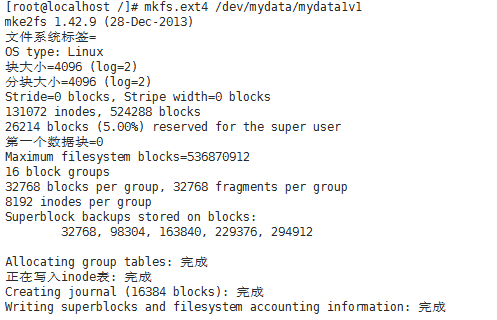 [root@localhost /]# mkfs.ext4 /dev/mydata/mydata1v1
mke2fs 1.42.9 (28-Dec-2013)
文件系统标签=
OS type: Linux
块大小=4096 (log=2)
分块大小=4096 (log=2)
Stride=0 blocks, Stripe width=0 blocks
131072 inodes, 524288 blocks
26214 blocks (5.00%) reserved for the super user
第一个数据块=0
Maximum filesystem blocks=536870912
16 block groups
32768 blocks per group, 32768 fragments per group
8192 inodes per group
Superblock backups stored on blocks:
32768, 98304, 163840, 229376, 294912
Allocating group tables: 完成
正在写入inode表: 完成
Creating journal (16384 blocks): 完成
Writing superblocks and filesystem accounting information: 完成